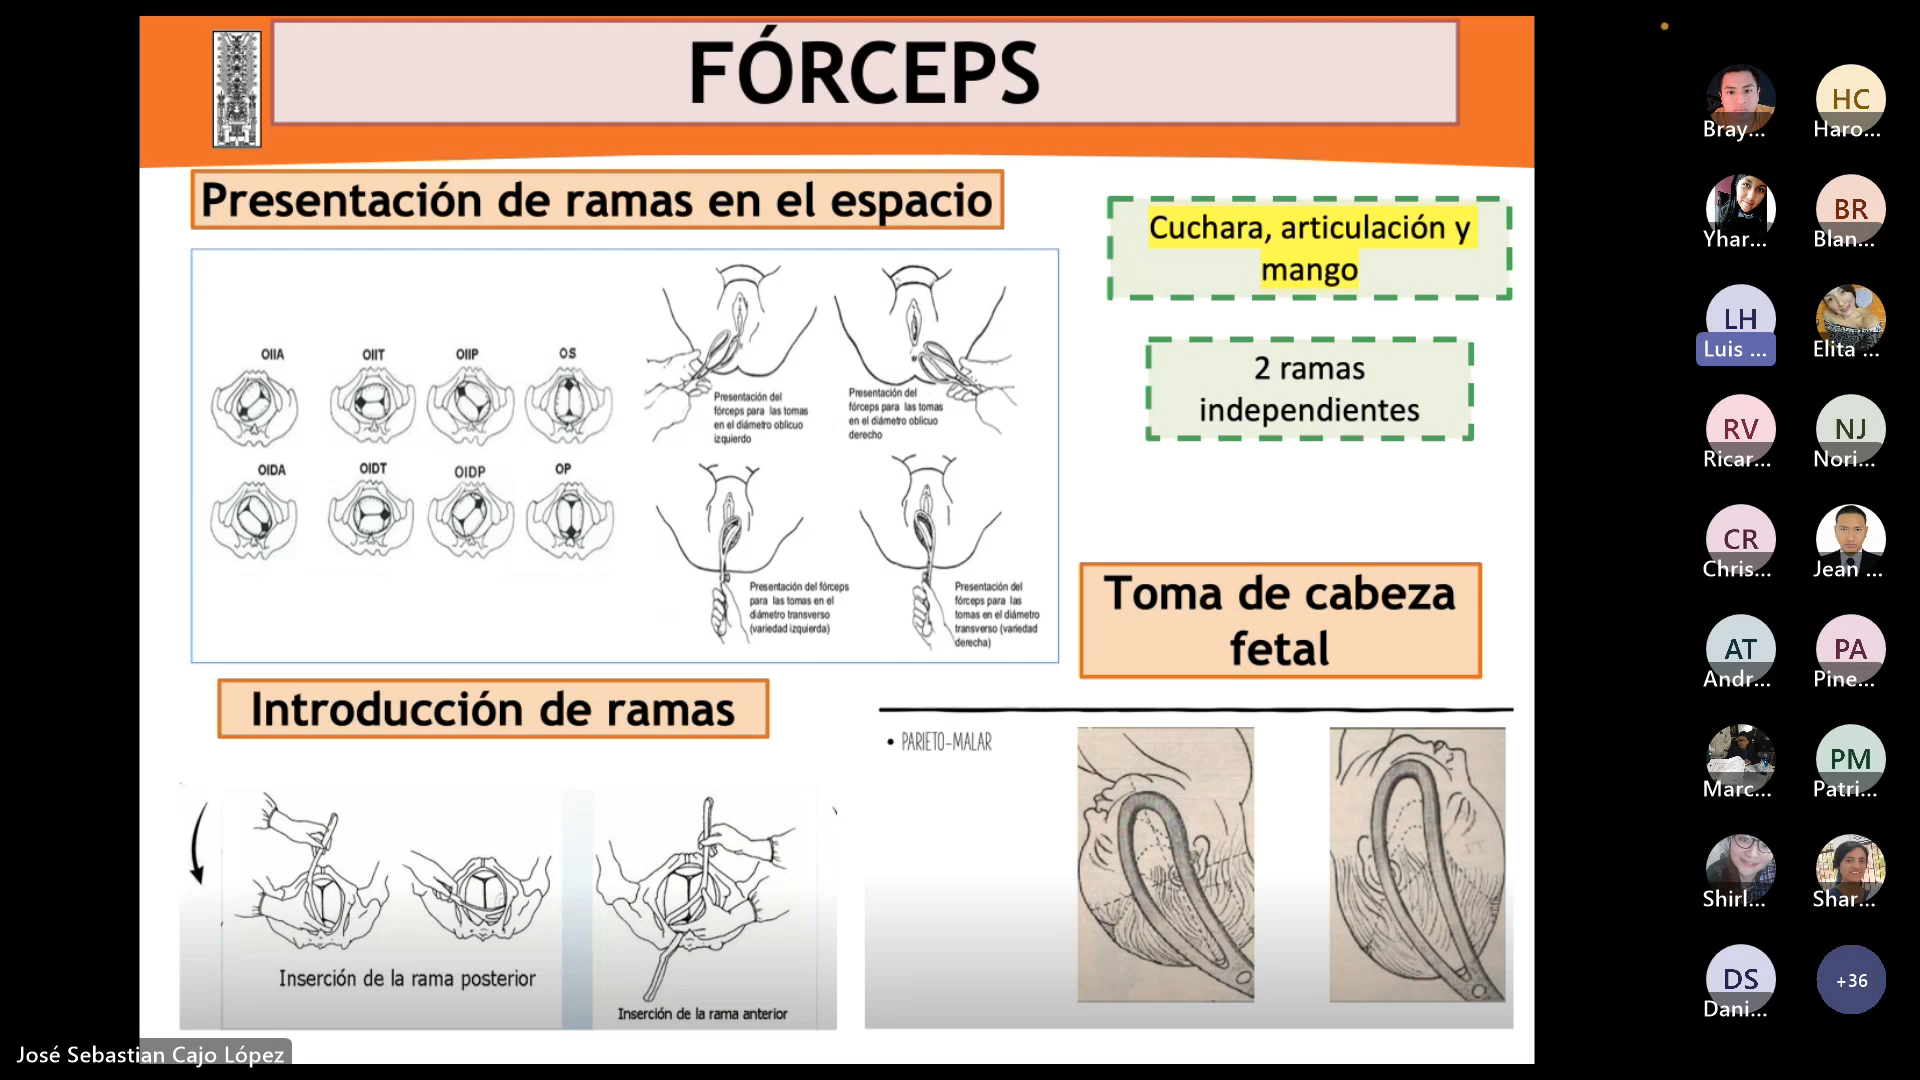 FÓRCEPS
Presentación de ramas en el espacio
Cuchara, articulación y
mango
2 ramas
independientes
OIIA
OIIT
OIIP
OS
OIDA
OIDT
OIDP
OP
Presentación del
fórceps para las tomas
en el diámetro oblicuo
izquierdo
Presentación del
fórceps para las tomas
en el diámetro oblicuo
derecho
Presentación del fórceps
para las tomas en el
diámetro transverso
(variedad izquierda)
Presentación del
fórceps para las
tomas en el diámetro
transverso (variedad
derecha)
Toma de cabeza
fetal
Introducción de ramas
• PARIETO-MALAR
Inserción de la rama posterior
Inserción de la rama anterior
José Sebastian Cajo López
Bray...
HC
Haro...
Yhar...
BR
Blan...
LH
Luis ...
Elita ...
RV
Ricar...
NJ
Nori...
CR
Chris...
Jean ...
AT
Andr...
PA
Pine...
Marc...
PM
Patri...
Shirl...
Shar...
DS
Dani...
+36